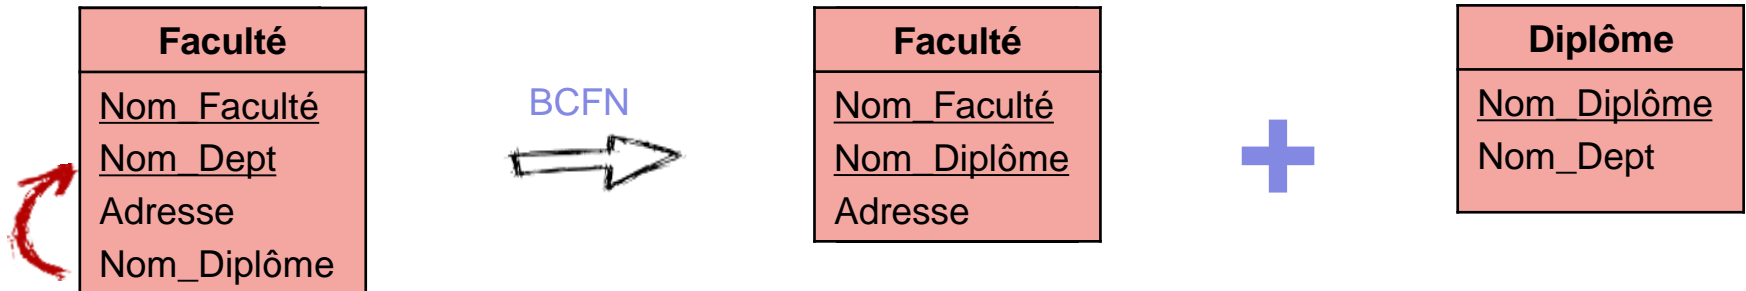 Faculté
Nom_Faculté
Nom_Dept
Adresse
Nom_Diplôme
BCFN
Faculté
Nom_Faculté
Nom_Diplôme
Adresse
+
Diplôme
Nom_Diplôme
Nom_Dept